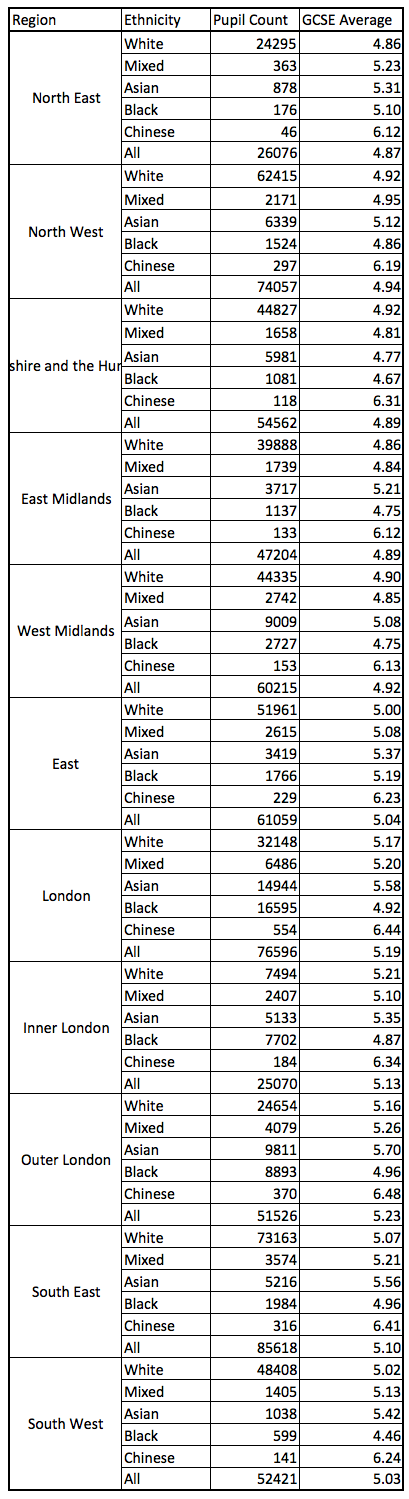 Region Ethnicity Pupil Count GCSE Average
White 24295 4.86
Mixed 363 5.23
Asian 878 5.31
North East
Black 176 5.10
Chinese 46 6.12
All 26076 4.87
White 62415 4.92
Mixed 2171 4.95
Asian 6339 5.12
North West
Black 1524 4.86
Chinese 297 6.19
All 74057 4.94
White 44827 4.92
Mixed 1658 4.81
Asian 5981 4.77
shire and the Hur
Black 1081 4.67
Chinese 118 6.31
All 54562 4.89
White 39888 4.86
Mixed 1739 4.84
Asian 3717 5.21
East Midlands
Black 1137 4.75
Chinese 133 6.12
All 47204 4.89
White 44335 4.90
Mixed 2742 4.85
Asian 9009 5.08
West Midlands
Black 2727 4.75
Chinese 153 6.13
All 60215 4.92
White 51961 5.00
Mixed 2615 5.08
Asian 3419 5.37
East
Black 1766 5.19
Chinese 229 6.23
All 61059 5.04
White 32148 5.17
Mixed 6486 5.20
Asian 14944 5.58
London
Black 16595 4.92
Chinese 554 6.44
All 76596 5.19
White 7494 5.21
Mixed 2407 5.10
Asian 5133 5.35
Inner London
Black 7702 4.87
Chinese 184 6.34
All 25070 5.13
White 24654 5.16
Mixed 4079 5.26
Asian 9811 5.70
Outer London
Black 8893 4.96
Chinese 370 6.48
All 51526 5.23
White 73163 5.07
Mixed 3574 5.21
Asian 5216 5.56
South East
Black 1984 4.96
Chinese 316 6.41
All 85618 5.10
White 48408 5.02
Mixed 1405 5.13
Asian 1038 5.42
South West
Black 599 4.46
Chinese 141 6.24
All 52421 5.03